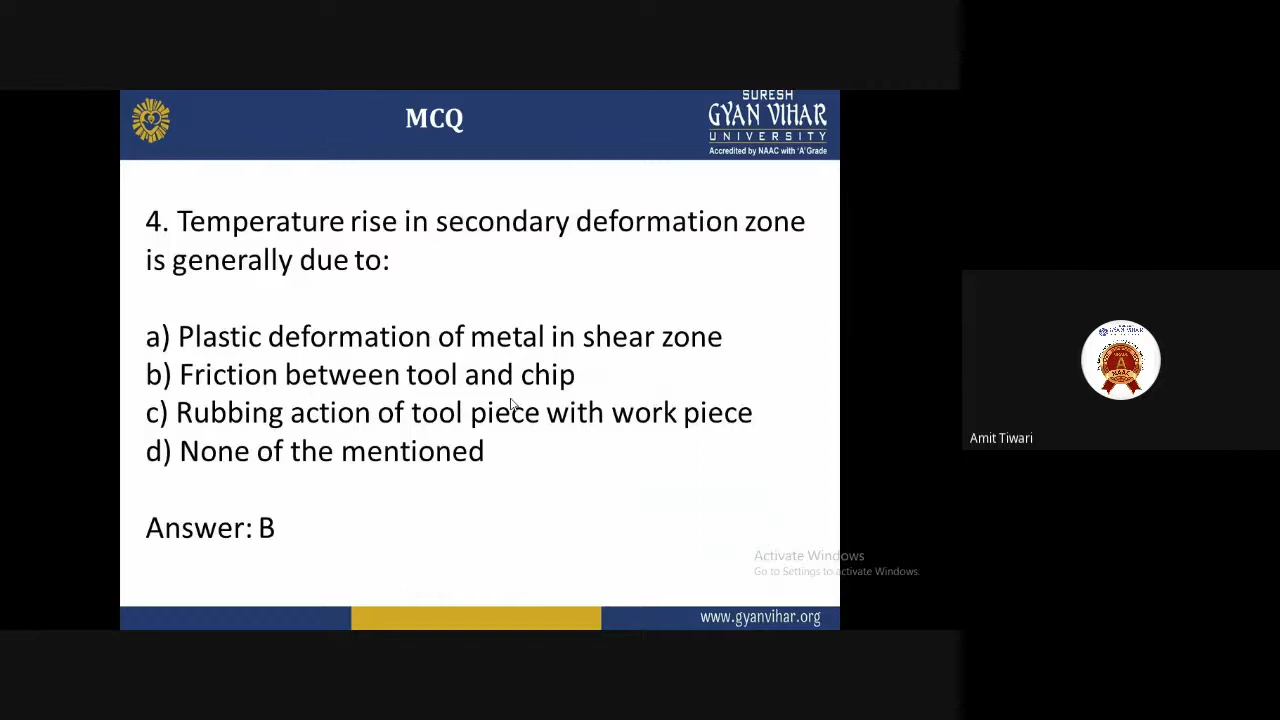 MCQ
SURESH
GYAN VIHAR
UNIVERSITY
Accredited by NAAC with 'A' Grade
4. Temperature rise in secondary deformation zone
is generally due to:
a) Plastic deformation of metal in shear zone
b) Friction between tool and chip
c) Rubbing action of tool piece with work piece
d) None of the mentioned
Answer: B
Activate Windows
Go to Settings to activate Windows.
www.gyanvihar.org
NAAC
Amit Tiwari